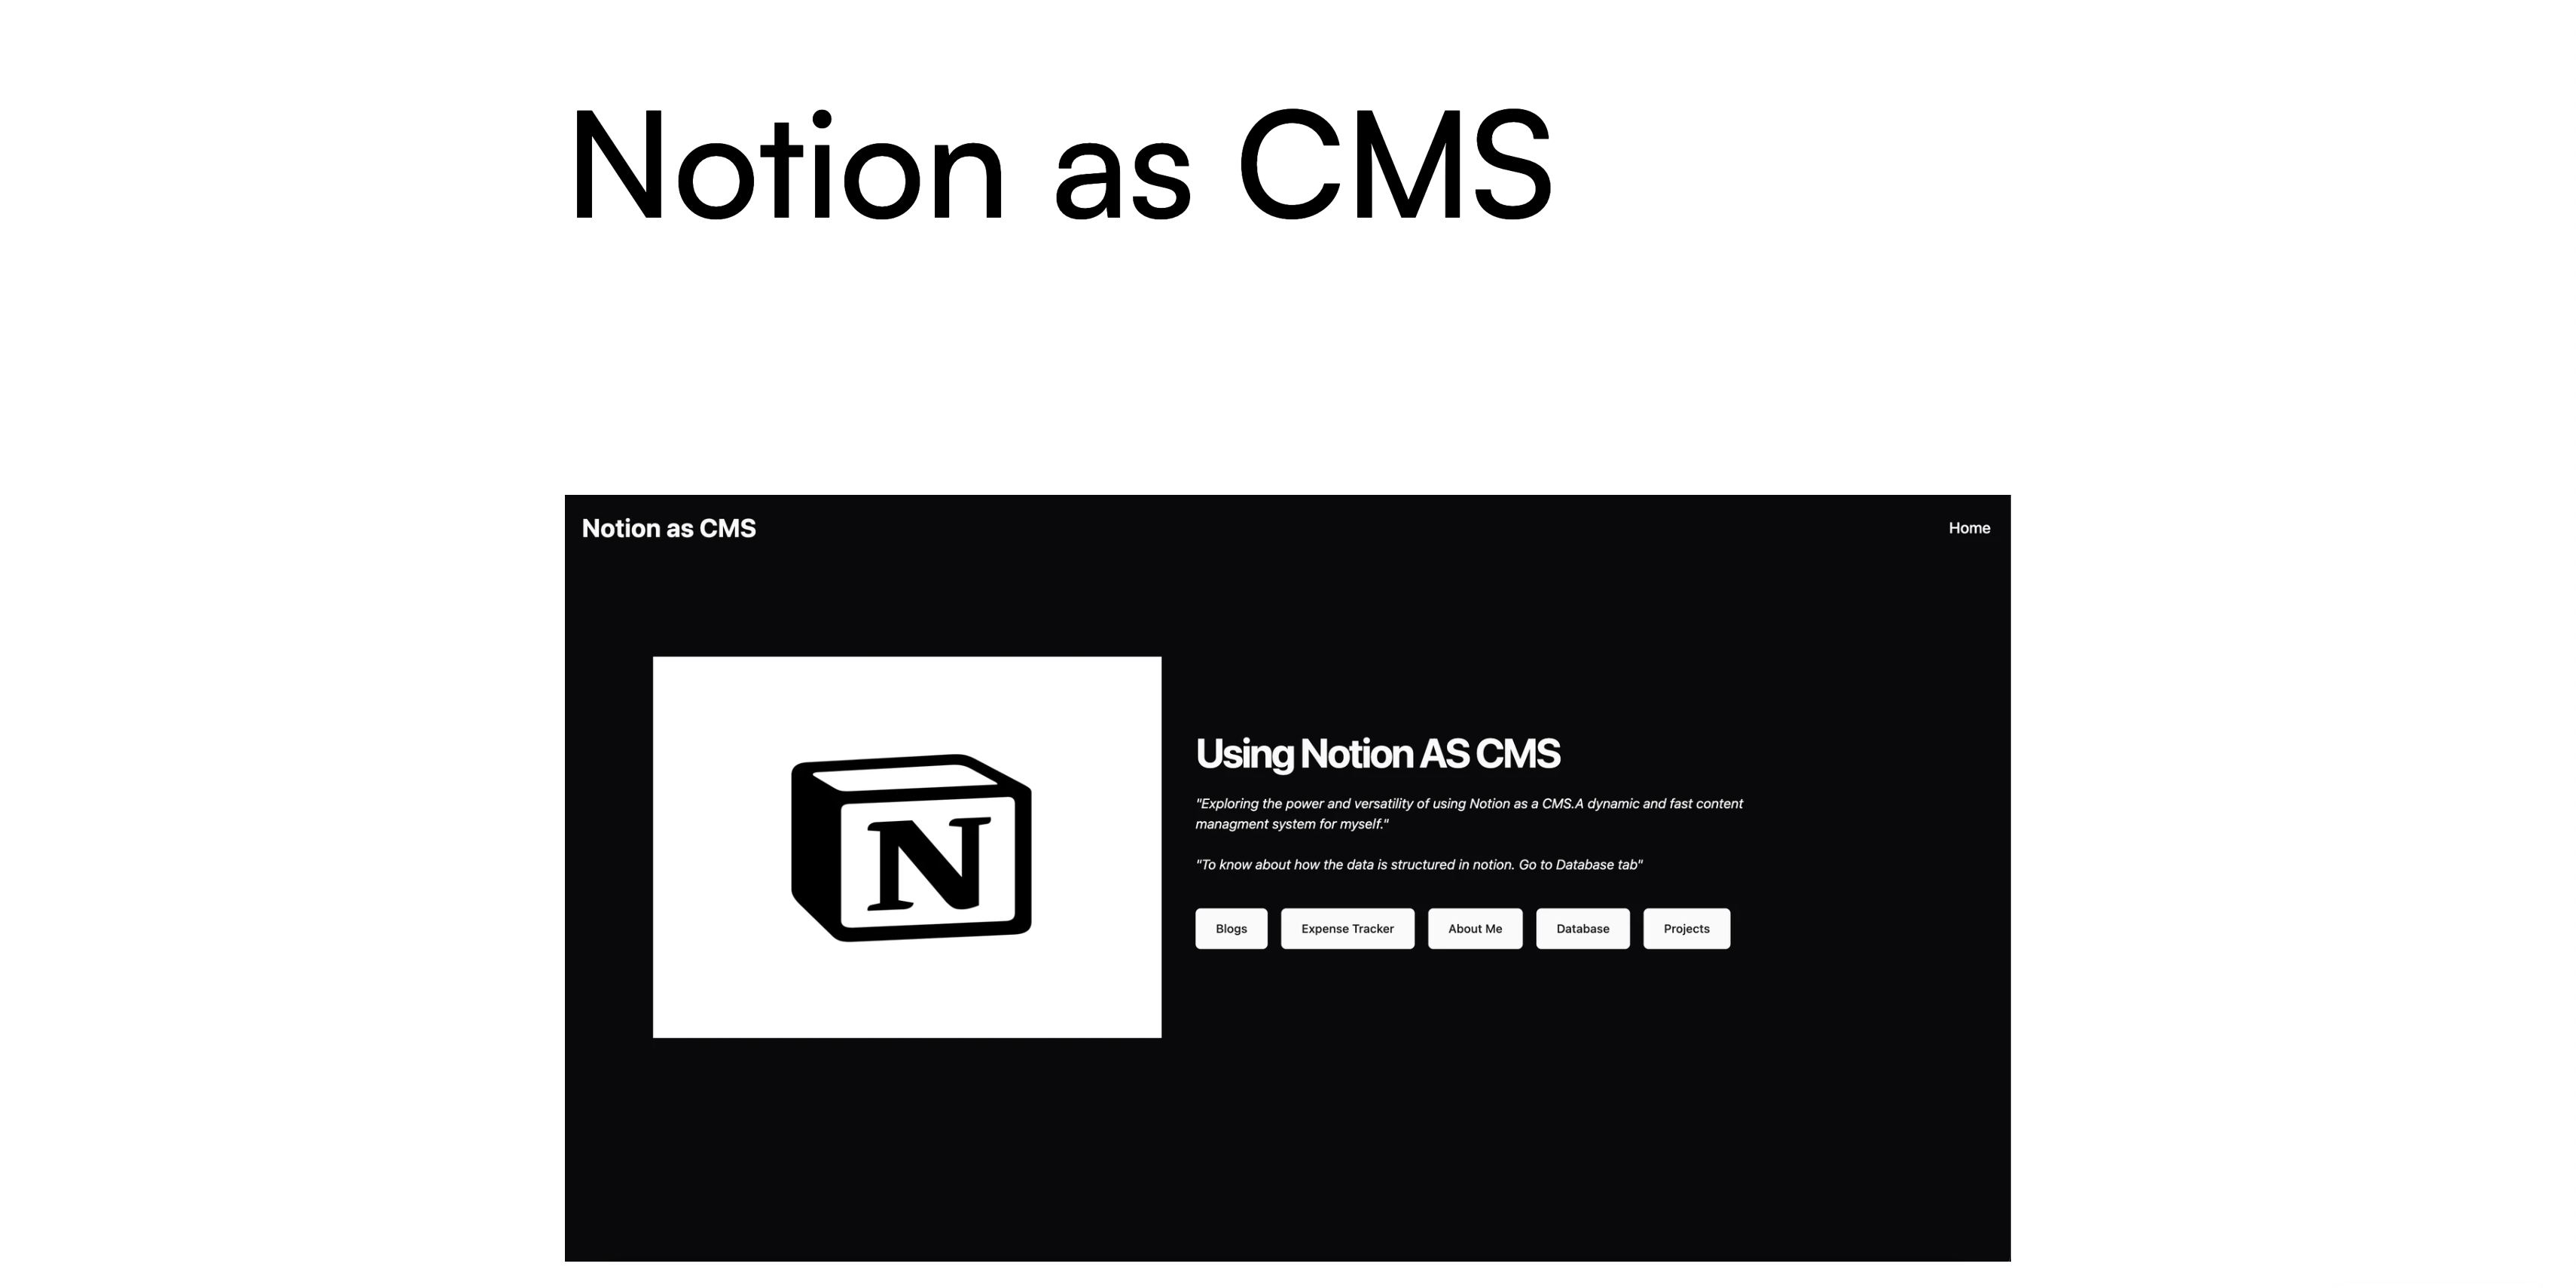 Notion as CMS
Notion as CMS
Home
N
Using Notion AS CMS
"Exploring the power and versatility of using Notion as a CMS.A dynamic and fast content
managment system for myself."
"To know about how the data is structured in notion. Go to Database tab"
Blogs
Expense Tracker
About Me
Database
Projects